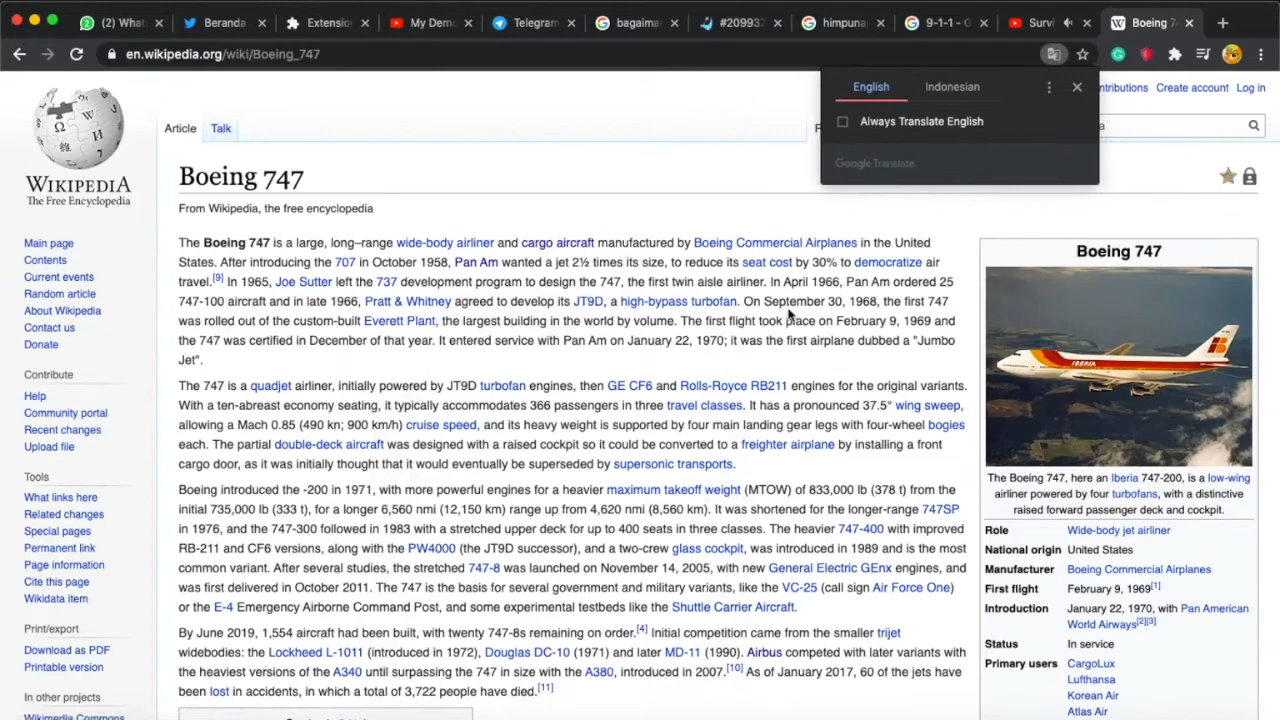 (2) What
Beranda
Extension
My Demo
Telegram
bagaima
#20993
himpuna
9-1-1 - G
Survi
Boeing 7
en.wikipedia.org/wiki/Boeing_747
English Indonesian
Always Translate English
Google Translate
ntributions Create account Log in
WIKIPEDIA
The Free Encyclopedia
Article Talk
Boeing 747
From Wikipedia, the free encyclopedia
Main page
Contents
Current events
Random article
About Wikipedia
Contact us
Donate
Contribute
Help
Community portal
Recent changes
Upload file
Tools
What links here
Related changes
Special pages
Permanent link
Page information
Cite this page
Wikidata item
Print/export
Download as PDF
Printable version
In other projects
Wikimedia Commons
The Boeing 747 is a large, long–range wide-body airliner and cargo aircraft manufactured by Boeing Commercial Airplanes in the United
States. After introducing the 707 in October 1958, Pan Am wanted a jet 2½ times its size, to reduce its seat cost by 30% to democratize air
travel.[9] In 1965, Joe Sutter left the 737 development program to design the 747, the first twin aisle airliner. In April 1966, Pan Am ordered 25
747-100 aircraft and in late 1966, Pratt & Whitney agreed to develop its JT9D, a high-bypass turbofan. On September 30, 1968, the first 747
was rolled out of the custom-built Everett Plant, the largest building in the world by volume. The first flight took place on February 9, 1969 and
the 747 was certified in December of that year. It entered service with Pan Am on January 22, 1970; it was the first airplane dubbed a "Jumbo
Jet".
The 747 is a quadjet airliner, initially powered by JT9D turbofan engines, then GE CF6 and Rolls-Royce RB211 engines for the original variants.
With a ten-abreast economy seating, it typically accommodates 366 passengers in three travel classes. It has a pronounced 37.5° wing sweep,
allowing a Mach 0.85 (490 kn; 900 km/h) cruise speed, and its heavy weight is supported by four main landing gear legs with four-wheel bogies
each. The partial double-deck aircraft was designed with a raised cockpit so it could be converted to a freighter airplane by installing a front
cargo door, as it was initially thought that it would eventually be superseded by supersonic transports.
Boeing introduced the -200 in 1971, with more powerful engines for a heavier maximum takeoff weight (MTOW) of 833,000 lb (378 t) from the
initial 735,000 lb (333 t), for a longer 6,560 nmi (12,150 km) range up from 4,620 nmi (8,560 km). It was shortened for the longer-range 747SP
in 1976, and the 747-300 followed in 1983 with a stretched upper deck for up to 400 seats in three classes. The heavier 747-400 with improved
RB-211 and CF6 versions, along with the PW4000 (the JT9D successor), and a two-crew glass cockpit, was introduced in 1989 and is the most
common variant. After several studies, the stretched 747-8 was launched on November 14, 2005, with new General Electric GEnx engines, and
was first delivered in October 2011. The 747 is the basis for several government and military variants, like the VC-25 (call sign Air Force One)
or the E-4 Emergency Airborne Command Post, and some experimental testbeds like the Shuttle Carrier Aircraft.
By June 2019, 1,554 aircraft had been built, with twenty 747-8s remaining on order.[4] Initial competition came from the smaller trijet
widebodies: the Lockheed L-1011 (introduced in 1972), Douglas DC-10 (1971) and later MD-11 (1990). Airbus competed with later variants with
the heaviest versions of the A340 until surpassing the 747 in size with the A380, introduced in 2007.[10] As of January 2017, 60 of the jets have
been lost in accidents, in which a total of 3,722 people have died.[11]
Boeing 747
IBERIA
The Boeing 747, here an Iberia 747-200, is a low-wing
airliner powered by four turbofans, with a distinctive
raised forward passenger deck and cockpit.
Role Wide-body jet airliner
National origin United States
Manufacturer Boeing Commercial Airplanes
First flight February 9, 1969[1]
Introduction January 22, 1970, with Pan American
World Airways[2][3]
Status In service
Primary users CargoLux
Lufthansa
Korean Air
Atlas Air